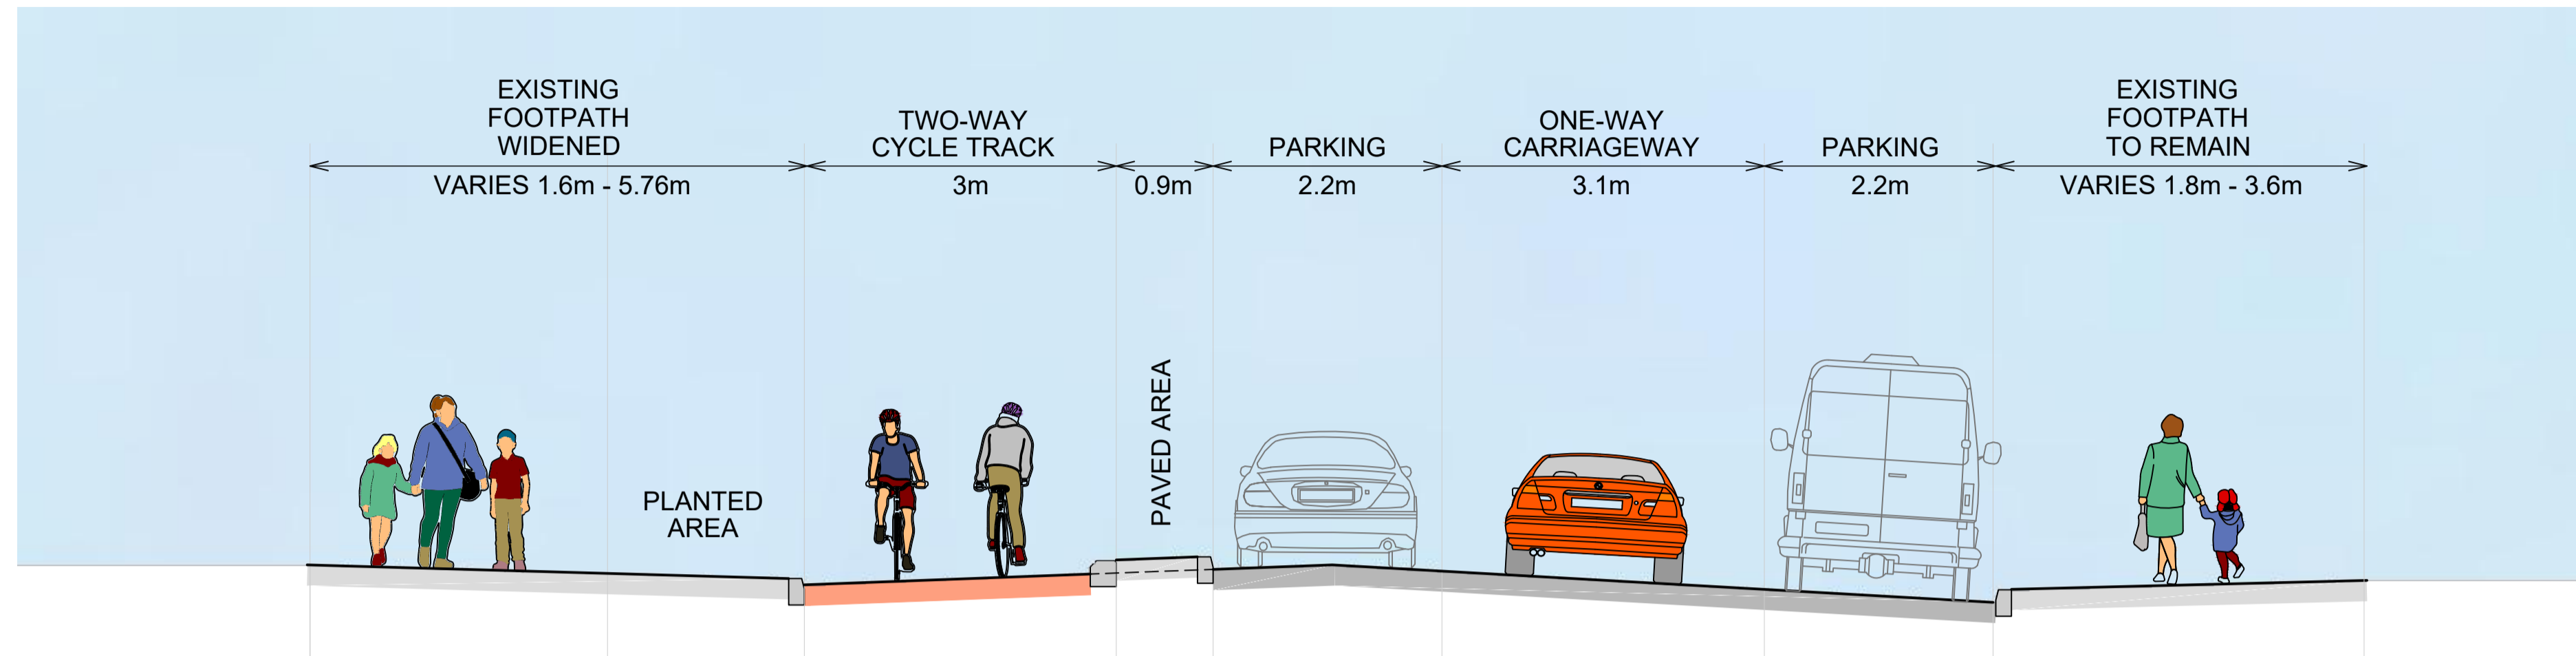 EXISTING
FOOTPATH
WIDENED
VARIES 1.6m - 5.76m
TWO-WAY
CYCLE TRACK
3m
0.9m
PARKING
2.2m
ONE-WAY
CARRIAGEWAY
3.1m
PARKING
2.2m
EXISTING
FOOTPATH
TO REMAIN
VARIES 1.8m - 3.6m
PLANTED
AREA
PAVED AREA